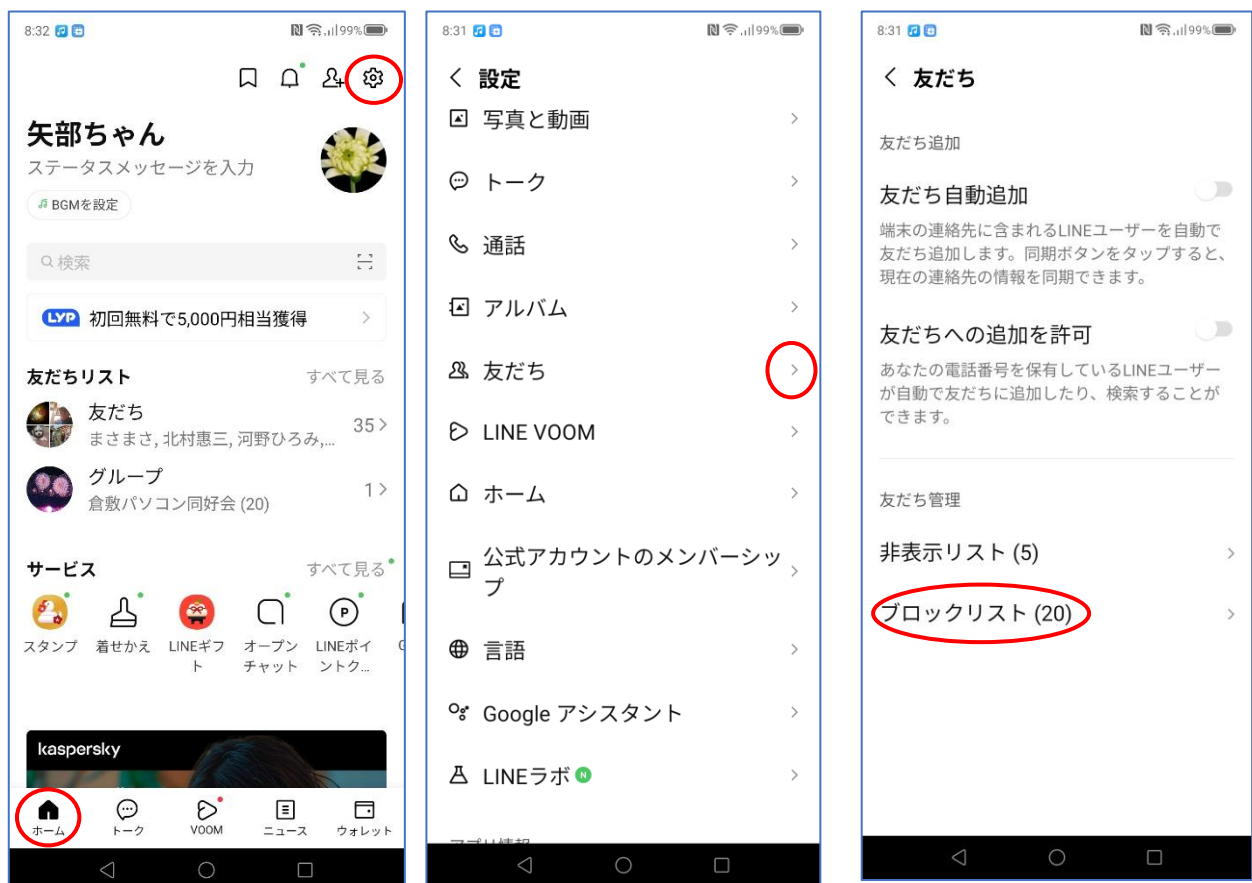 8:32
99%
矢部ちゃん
ステータスメッセージを入力
BGMを設定
検索
LYP 初回無料で5,000円相当獲得
友だちリスト すべて見る
友だち
まさまさ, 北村惠三, 河野ひろみ,... 35
グループ
倉敷パソコン同好会 (20) 1
サービス すべて見る
スタンプ 着せかえ LINEギフ オープン LINEポイ
ト チャット ントク...
kaspersky
ホーム トーク VOOM ニュース ウォレット
8:31
99%
設定
写真と動画
トーク
通話
アルバム
友だち
LINE VOOM
ホーム
公式アカウントのメンバーシッ
プ
言語
Google アシスタント
LINEラボ N
アプリ情報
8:31
99%
友だち
友だち追加
友だち自動追加
端末の連絡先に含まれるLINEユーザーを自動で
友だち追加します。同期ボタンをタップすると、
現在の連絡先の情報を同期できます。
友だちへの追加を許可
あなたの電話番号を保有しているLINEユーザー
が自動で友だちに追加したり、検索することが
できます。
友だち管理
非表示リスト (5)
ブロックリスト (20)